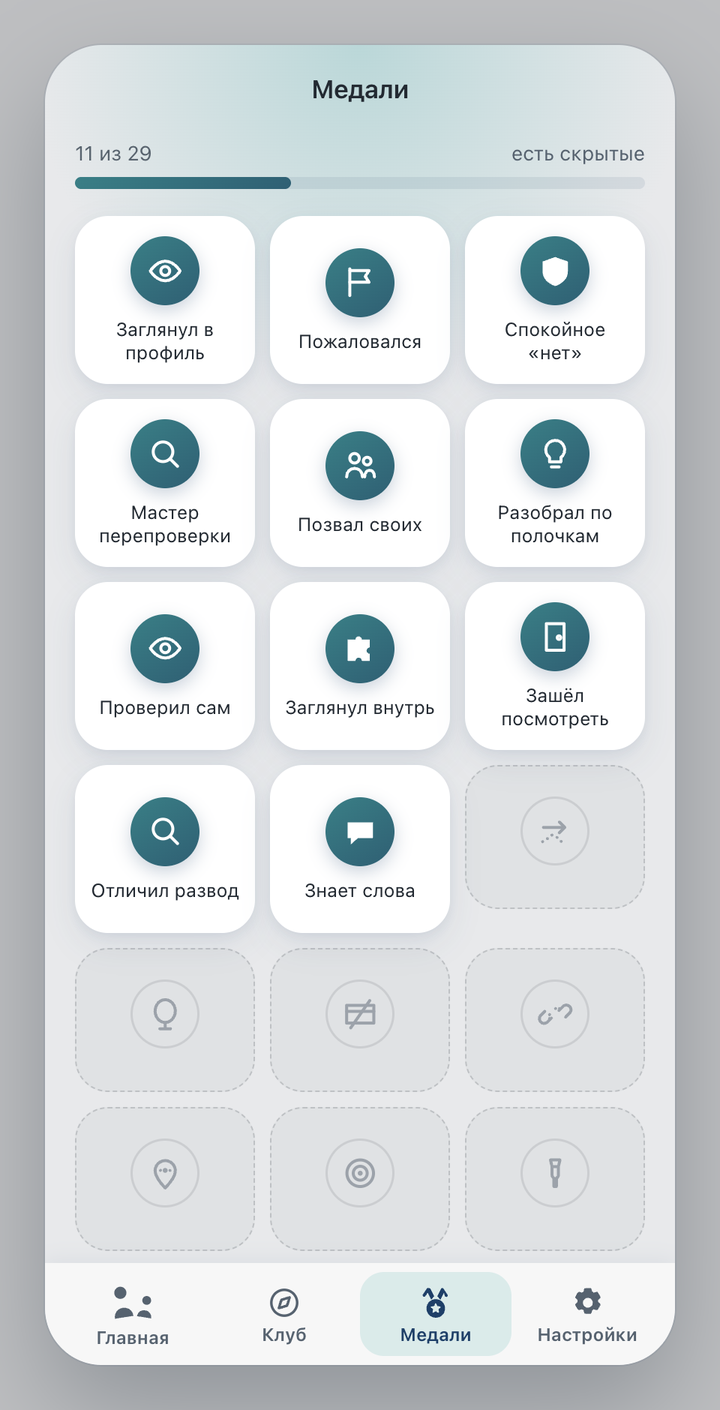 Медали
11 из 29
есть скрытые
Заглянул в
профиль
Пожаловался
Спокойное
«нет»
Мастер
перепроверки
Позвал своих
Разобрал по
полочкам
Проверил сам
Заглянул внутрь
Зашёл
посмотреть
Отличил развод
Знает слова
Главная
Клуб
Медали
Настройки